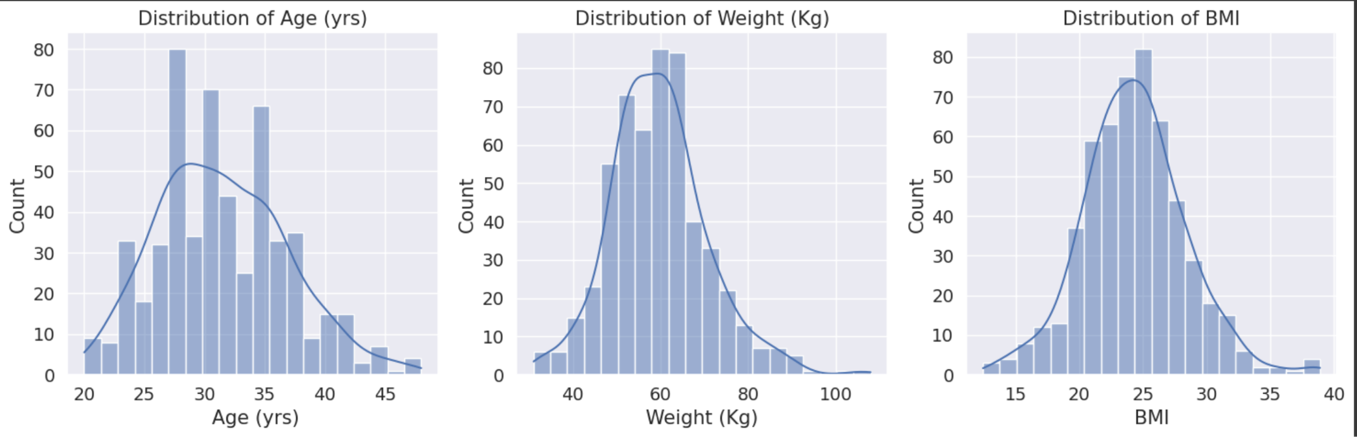 Distribution of Age (yrs)
80
70
60
50
40
30
20
10
0
Count
20 25 30 35 40 45
Age (yrs)
Distribution of Weight (Kg)
80
70
60
50
40
30
20
10
0
Count
40 60 80 100
Weight (Kg)
Distribution of BMI
80
70
60
50
40
30
20
10
0
Count
15 20 25 30 35 40
BMI